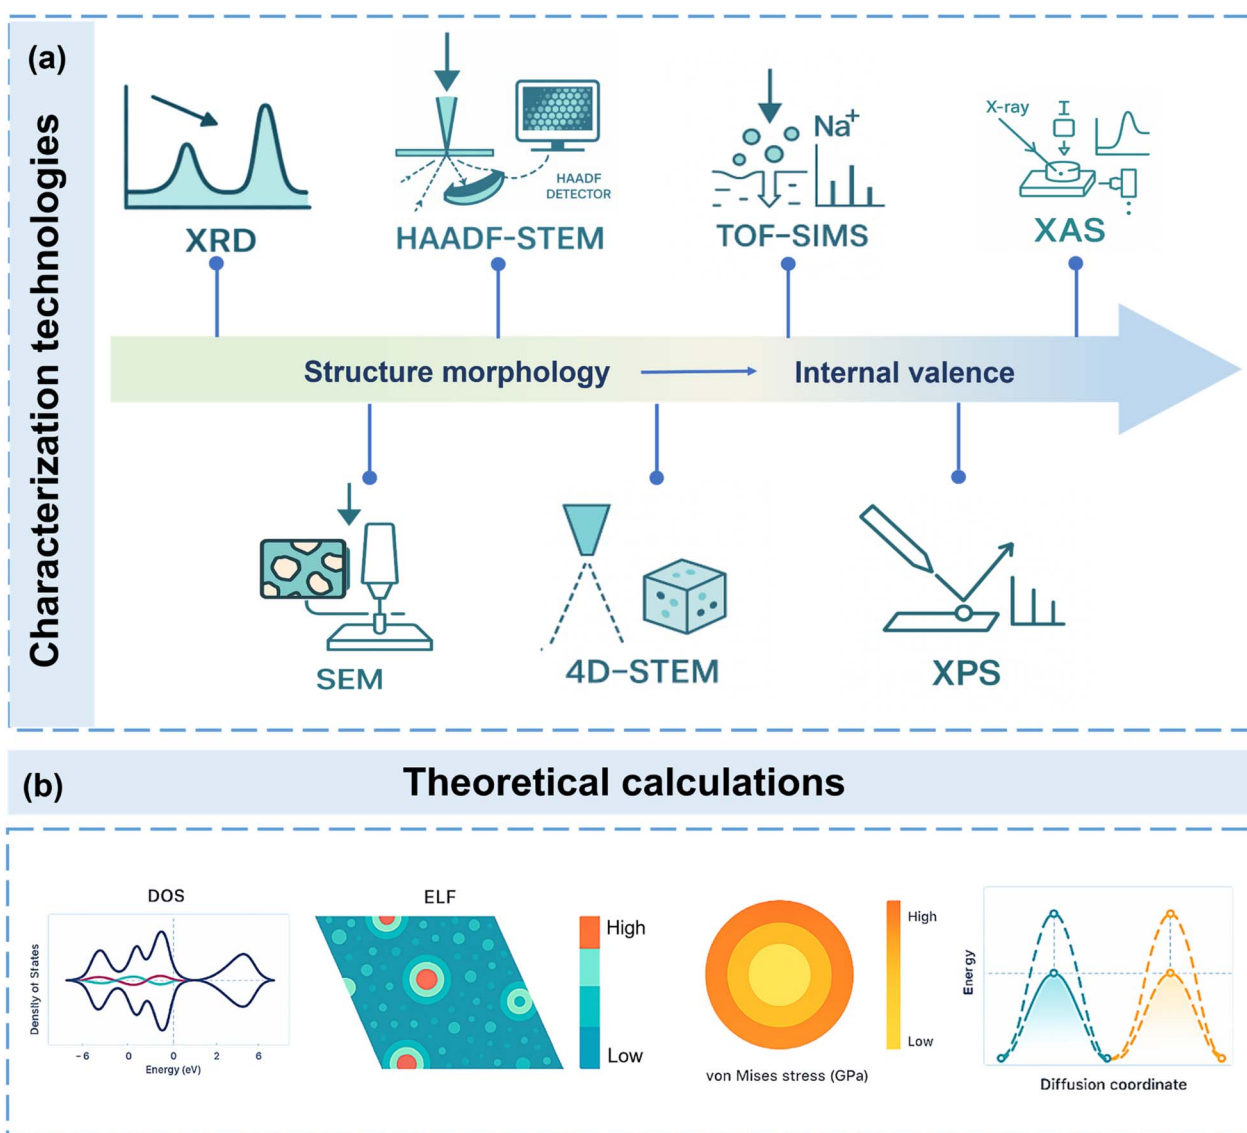 (a)
Characterization technologies
XRD
HAADF
DETECTOR
HAADF-STEM
Na+
TOF-SIMS
X-ray
I
XAS
Structure morphology
Internal valence
SEM
4D-STEM
XPS
(b)
Theoretical calculations
DOS
Density of States
-6 0 0 2 6
Energy (eV)
ELF
High
Low
High
Low
von Mises stress (GPa)
Energy
Diffusion coordinate